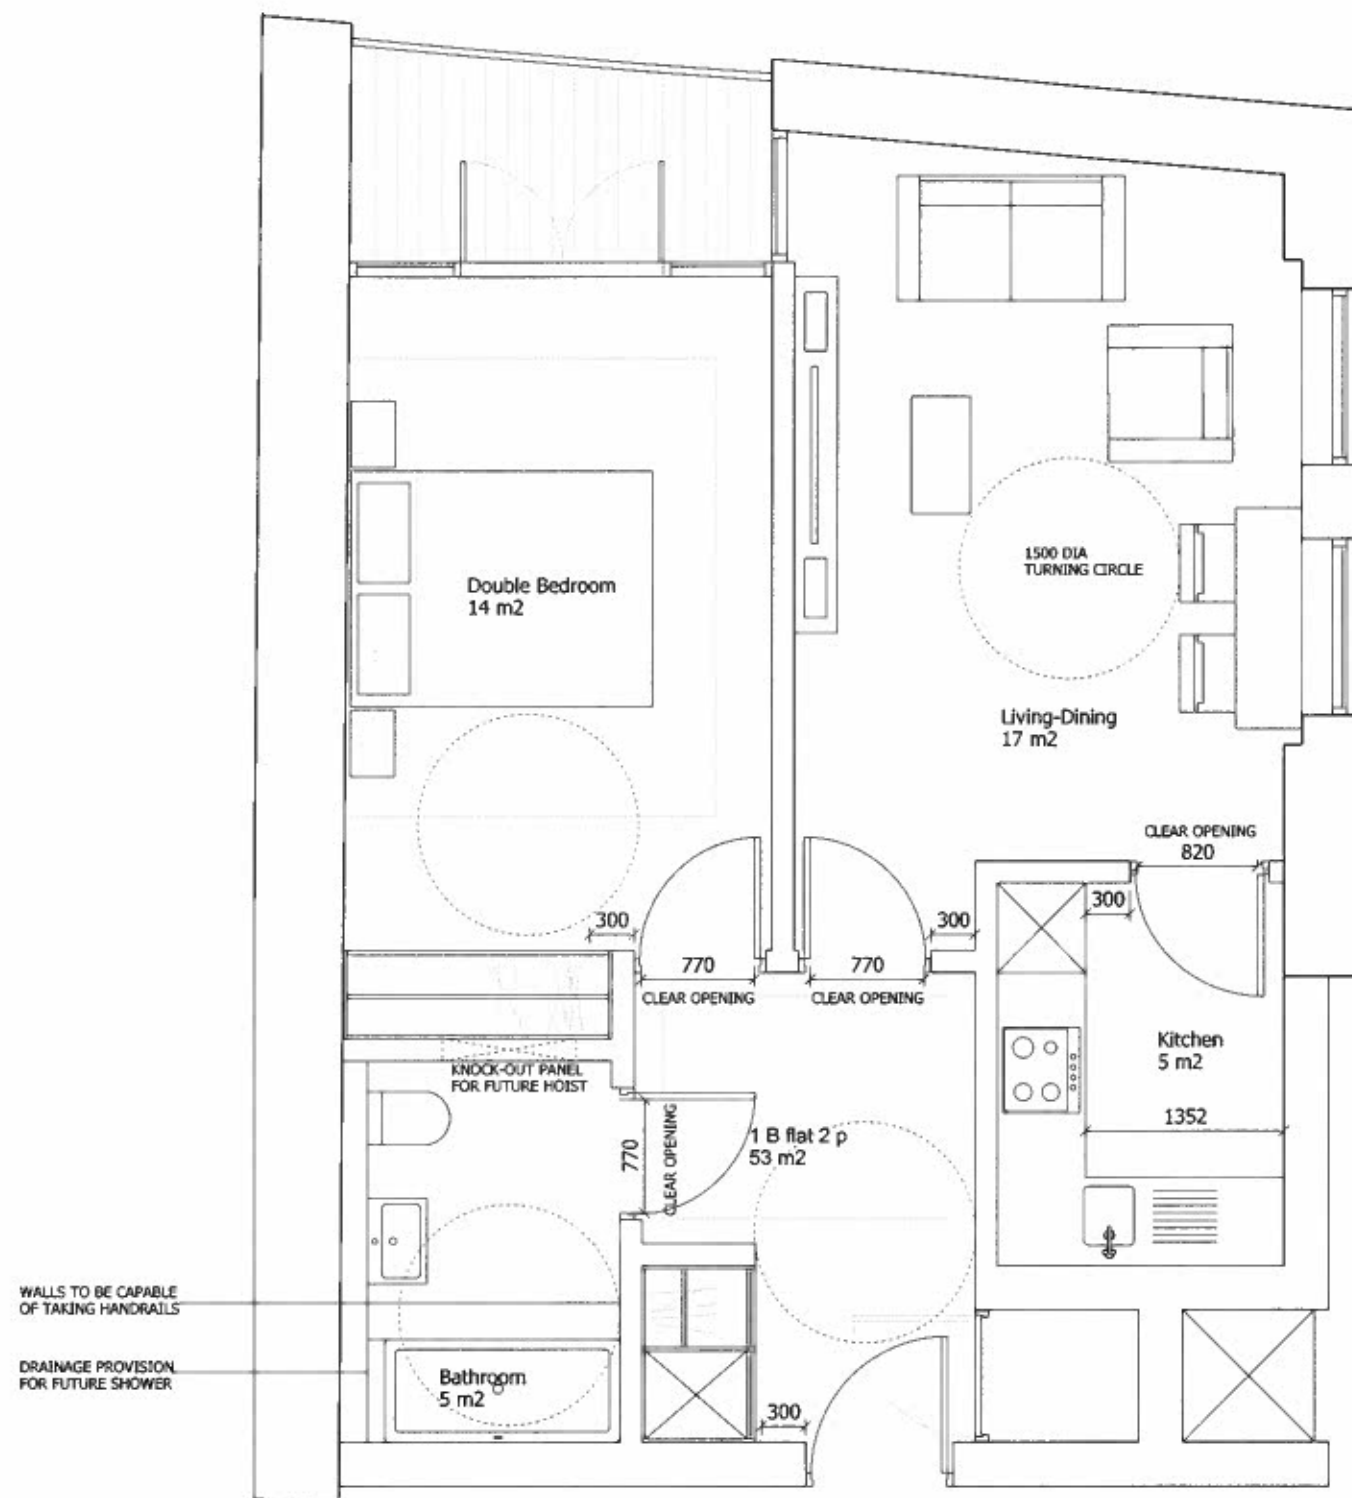 Double Bedroom
14 m2
1500 DIA
TURNING CIRCLE
Living-Dining
17 m2
CLEAR OPENING
820
300
300
300
770
CLEAR OPENING
770
CLEAR OPENING
Kitchen
5 m2
1352
KNOCK-OUT PANEL
FOR FUTURE HOIST
770
CLEAR OPENING
1 B flat 2 p
53 m2
WALLS TO BE CAPABLE
OF TAKING HANDRAILS
DRAINAGE PROVISION
FOR FUTURE SHOWER
Bathroom
5 m2
300